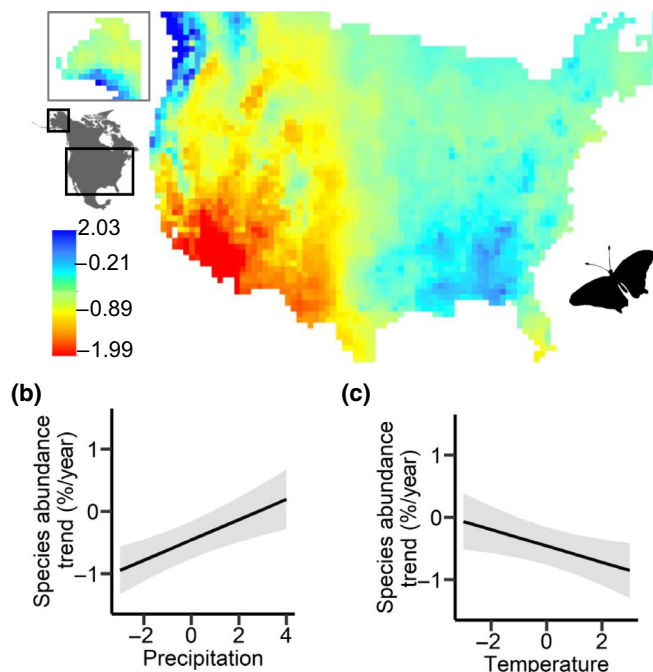 2.03
–0.21
–0.89
–1.99
(b)
Species abundance
trend (%/year)
1
0
–1
–2
0
2
4
Precipitation
(c)
Species abundance
trend (%/year)
1
0
–1
–2
0
2
Temperature